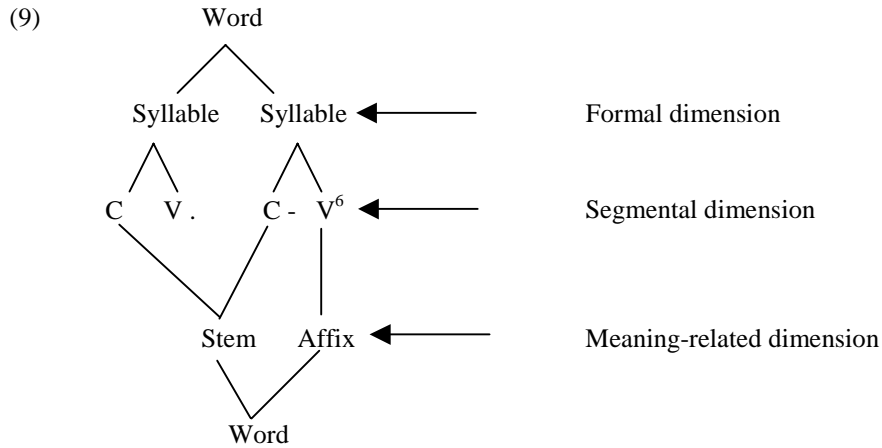 (9) Word
Syllable Syllable Formal dimension
C V . C - V⁶ Segmental dimension
Stem Affix Meaning-related dimension
Word